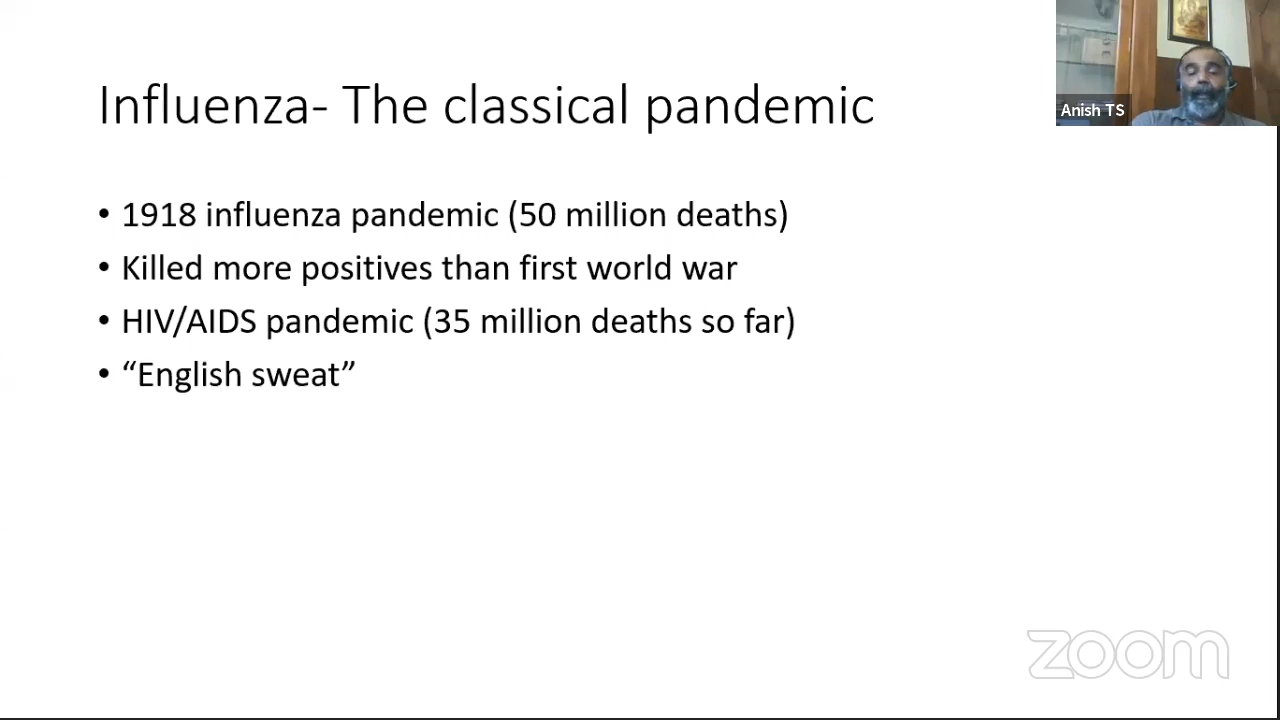 Influenza- The classical pandemic
Anish TS
• 1918 influenza pandemic (50 million deaths)
• Killed more positives than first world war
• HIV/AIDS pandemic (35 million deaths so far)
• “English sweat”
zoom